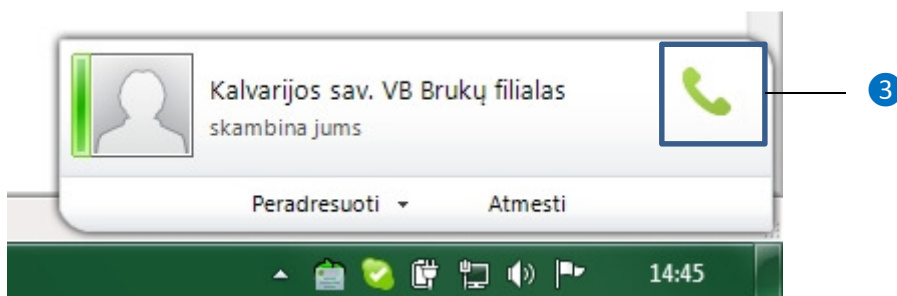 Kalvarijos sav. VB Brukų filialas
skambina jums
3
Peradresuoti Atmesti
14:45